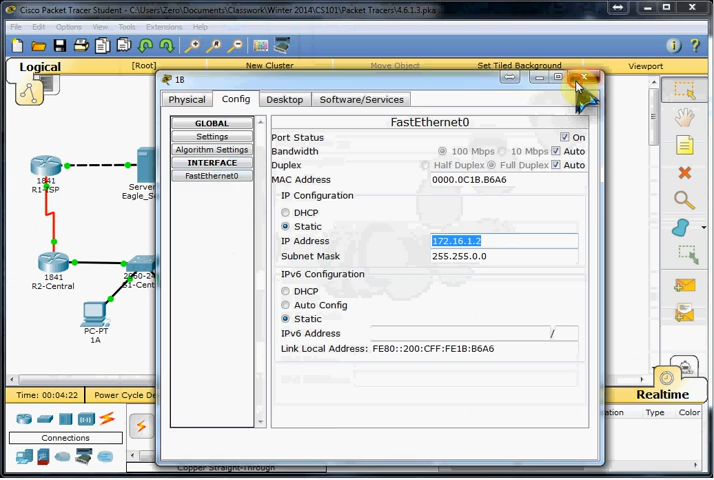 Cisco Packet Tracer Student - C:\Users\Zero\Documents\Classwork\Winter 2014\CS101\Packet Tracers\4.6.1.3.pka
File Edit Options View Tools Extensions Help
Logical [Root] New Cluster Move Object Set Tiled Background Viewport
1B
Physical Config Desktop Software/Services
GLOBAL
Settings
Algorithm Settings
INTERFACE
FastEthernet0
FastEthernet0
Port Status On
Bandwidth 100 Mbps 10 Mbps Auto
Duplex Half Duplex Full Duplex Auto
MAC Address 0000.0C1B.B6A6
IP Configuration
DHCP
Static
IP Address 172.16.1.2
Subnet Mask 255.255.0.0
IPv6 Configuration
DHCP
Auto Config
Static
IPv6 Address /
Link Local Address: FE80::200:CFF:FE1B:B6A6
1841
Server
Eagle_Se
1841
R2-Central
S1-Centr
PC-PT
1A
Time: 00:04:22 Power Cycle De
Realtime
Connections
ation Type Color
Copper Straight-Through